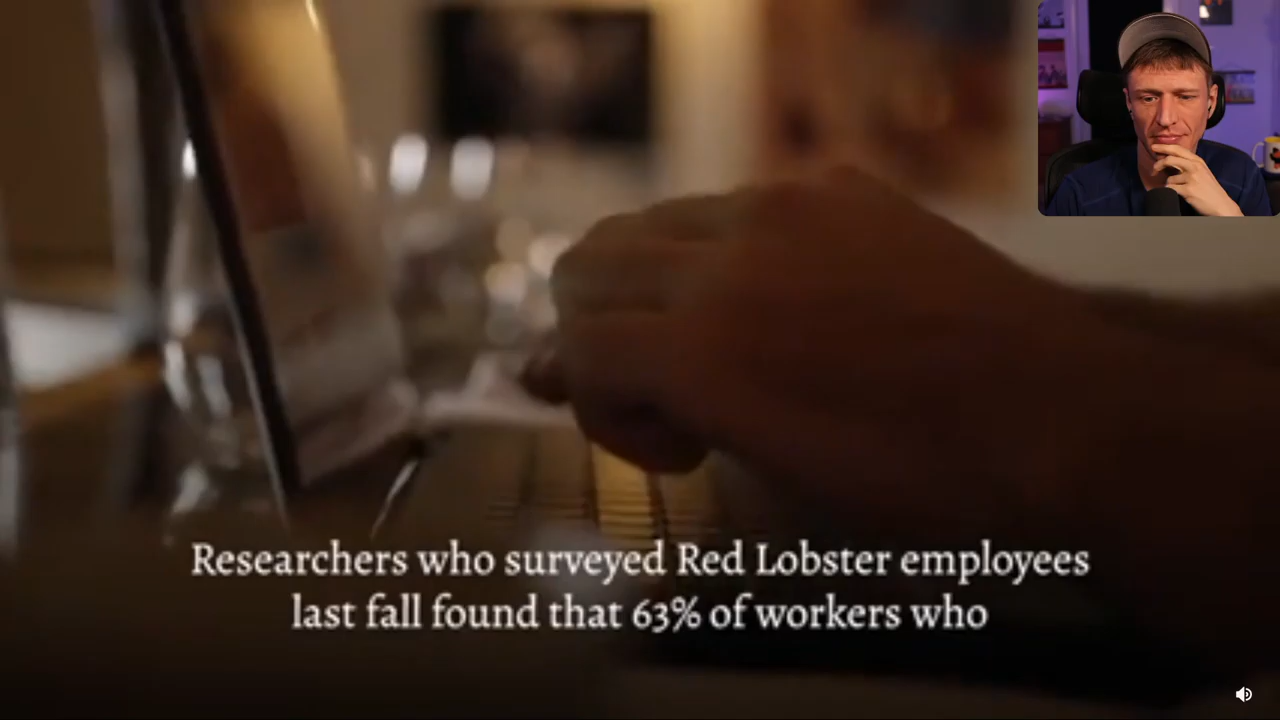 Researchers who surveyed Red Lobster employees
last fall found that 63% of workers who